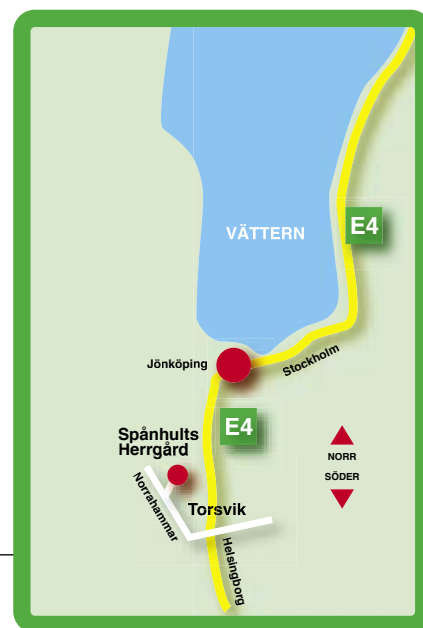 E4
VÄTTERN
Jönköping
Stockholm
E4
Spånhults
Herrgård
NORR
SÖDER
Norrahammar
Torsvik
Helsingborg